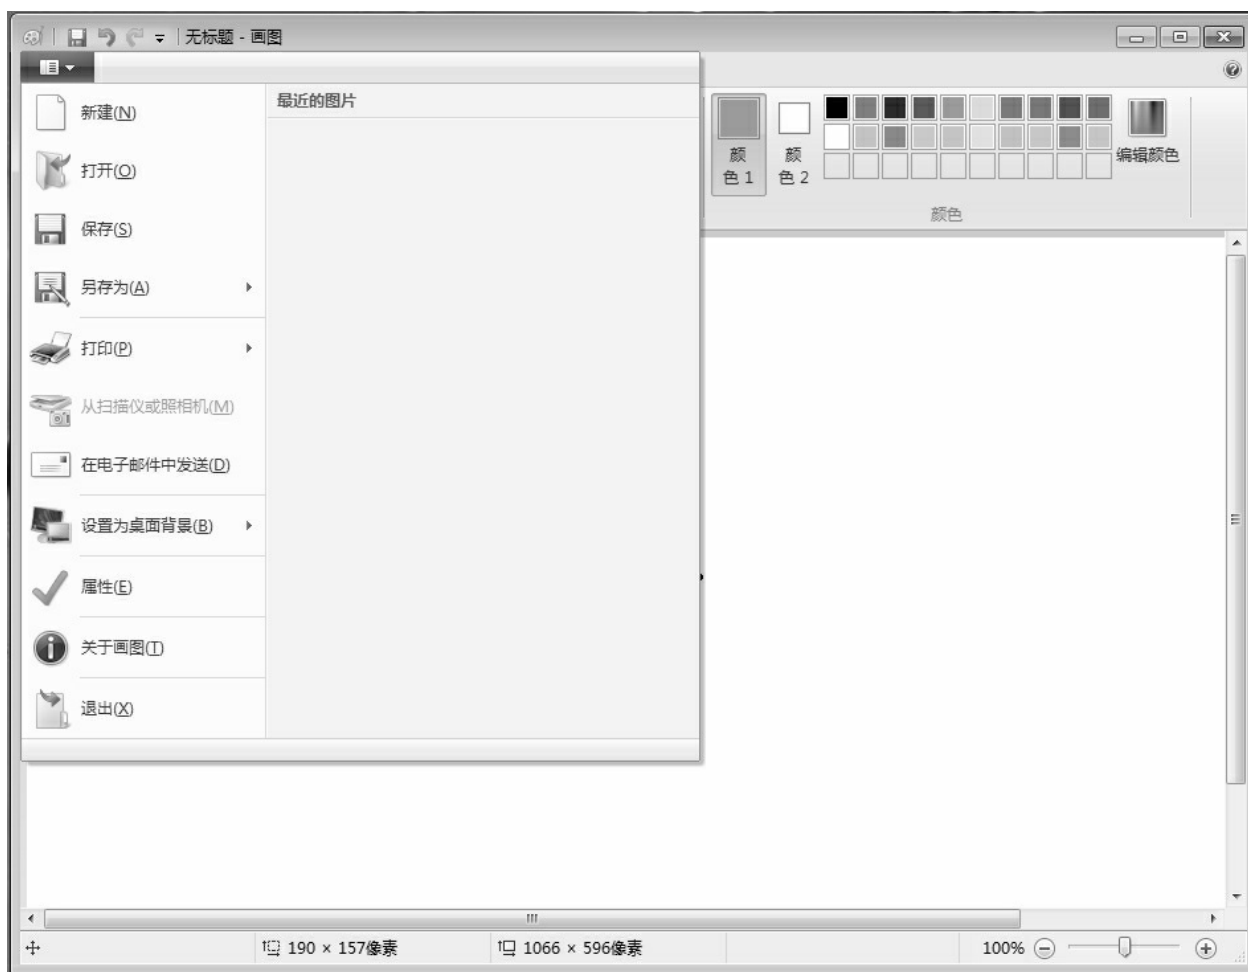 无标题 - 画图
最近的图片
新建(N)
打开(O)
保存(S)
另存为(A)
打印(P)
从扫描仪或照相机(M)
在电子邮件中发送(D)
设置为桌面背景(B)
属性(E)
关于画图(T)
退出(X)
颜
色 1
颜
色 2
编辑颜色
颜色
190 × 157像素
1066 × 596像素
100%